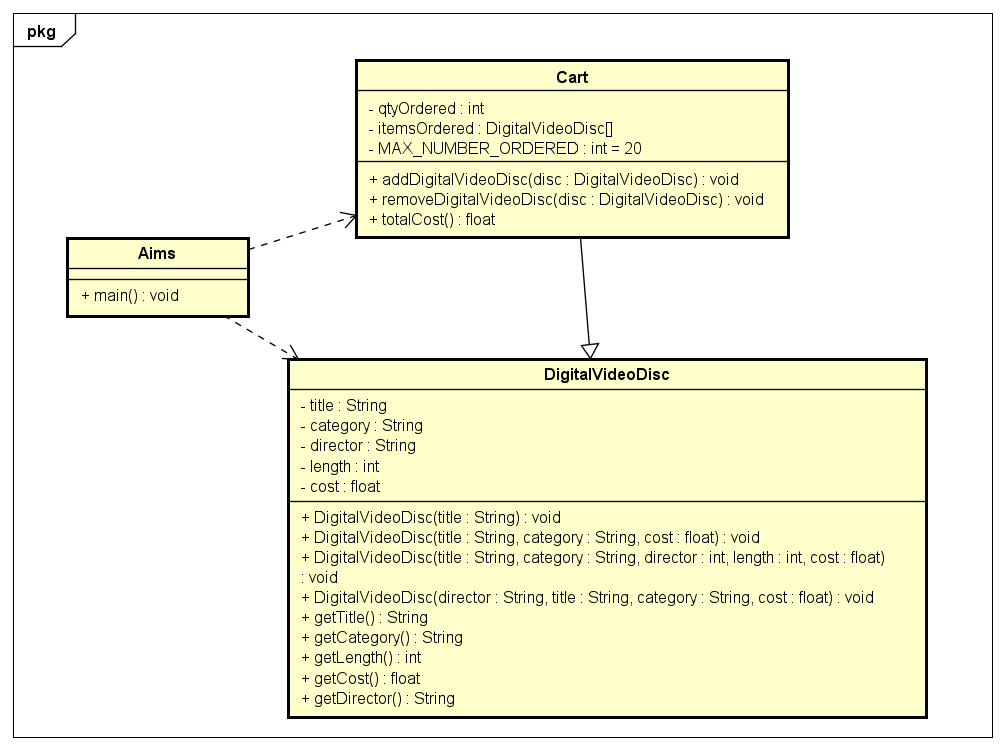 pkg
Cart
- qtyOrdered : int
- itemsOrdered : DigitalVideoDisc[]
- MAX_NUMBER_ORDERED : int = 20
+ addDigitalVideoDisc(disc : DigitalVideoDisc) : void
+ removeDigitalVideoDisc(disc : DigitalVideoDisc) : void
+ totalCost() : float
Aims
+ main() : void
DigitalVideoDisc
- title : String
- category : String
- director : String
- length : int
- cost : float
+ DigitalVideoDisc(title : String) : void
+ DigitalVideoDisc(title : String, category : String, cost : float) : void
+ DigitalVideoDisc(title : String, category : String, director : int, length : int, cost : float)
: void
+ DigitalVideoDisc(director : String, title : String, category : String, cost : float) : void
+ getTitle() : String
+ getCategory() : String
+ getLength() : int
+ getCost() : float
+ getDirector() : String